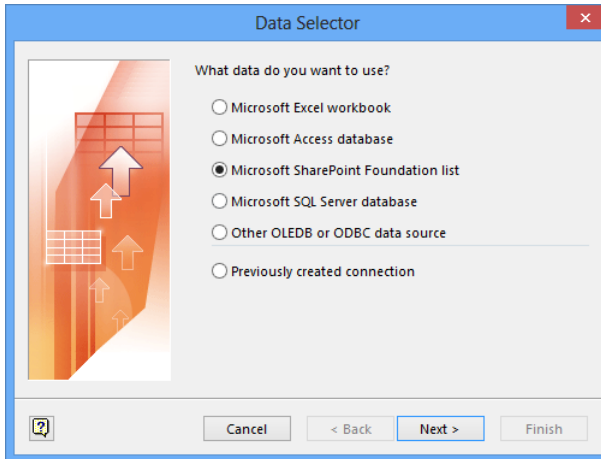 Data Selector
What data do you want to use?
Microsoft Excel workbook
Microsoft Access database
Microsoft SharePoint Foundation list
Microsoft SQL Server database
Other OLEDB or ODBC data source
Previously created connection
? Cancel < Back Next > Finish